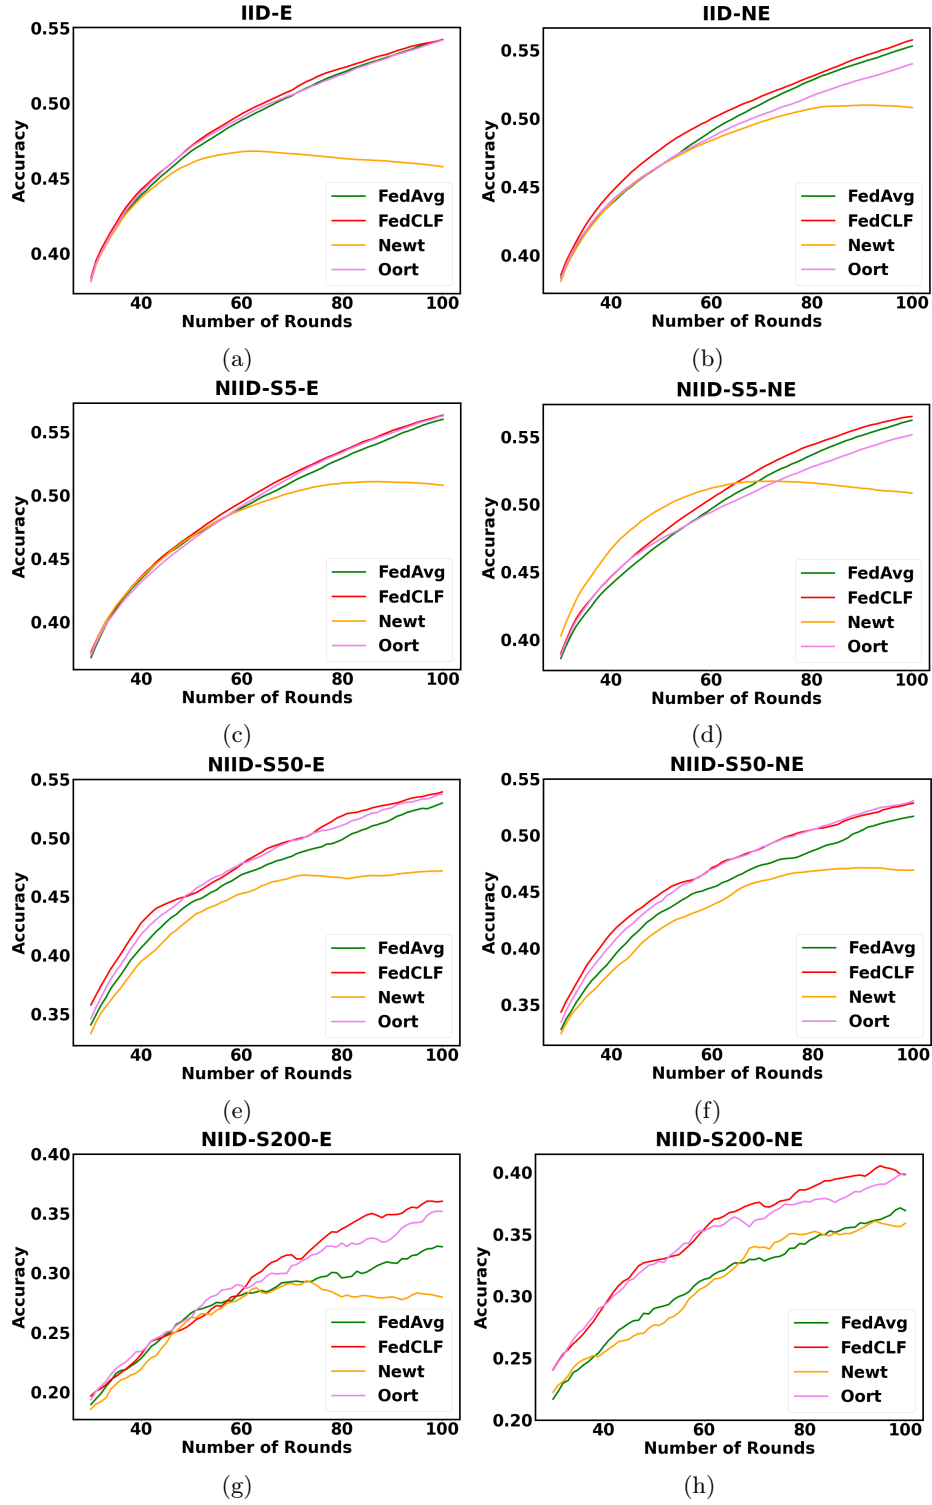 IID-E
0.55
0.50
0.45
0.40
Accuracy
FedAvg
FedCLF
Newt
Oort
40 60 80 100
Number of Rounds
(a)
IID-NE
0.55
0.50
0.45
0.40
Accuracy
FedAvg
FedCLF
Newt
Oort
40 60 80 100
Number of Rounds
(b)
NIID-S5-E
0.55
0.50
0.45
0.40
Accuracy
FedAvg
FedCLF
Newt
Oort
40 60 80 100
Number of Rounds
(c)
NIID-S5-NE
0.55
0.50
0.45
0.40
Accuracy
FedAvg
FedCLF
Newt
Oort
40 60 80 100
Number of Rounds
(d)
NIID-S50-E
0.55
0.50
0.45
0.40
0.35
Accuracy
FedAvg
FedCLF
Newt
Oort
40 60 80 100
Number of Rounds
(e)
NIID-S50-NE
0.55
0.50
0.45
0.40
0.35
Accuracy
FedAvg
FedCLF
Newt
Oort
40 60 80 100
Number of Rounds
(f)
NIID-S200-E
0.40
0.35
0.30
0.25
0.20
Accuracy
FedAvg
FedCLF
Newt
Oort
40 60 80 100
Number of Rounds
(g)
NIID-S200-NE
0.40
0.35
0.30
0.25
0.20
Accuracy
FedAvg
FedCLF
Newt
Oort
40 60 80 100
Number of Rounds
(h)